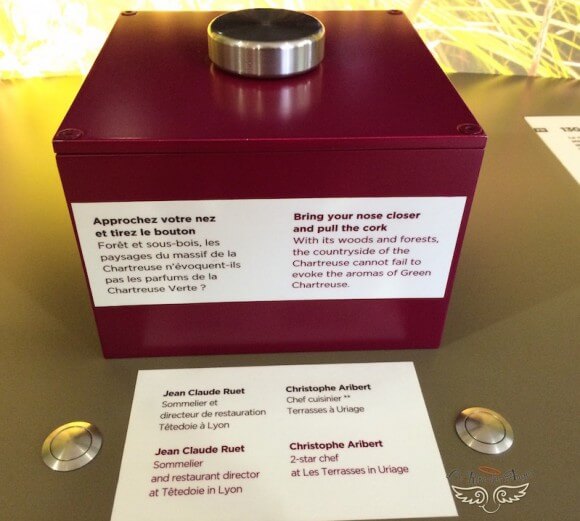 Approchez votre nez
et tirez le bouton
Forêt et sous-bois, les
paysages du massif de la
Chartreuse n'évoquent-ils
pas les parfums de la
Chartreuse Verte ?
Bring your nose closer
and pull the cork
With its woods and forests,
the countryside of the
Chartreuse cannot fail to
evoke the aromas of Green
Chartreuse.
Jean Claude Ruet
Sommelier et
directeur de restauration
Têtedoie à Lyon
Christophe Aribert
Chef cuisinier **
Terrasses à Uriage
Jean Claude Ruet
Sommelier
and restaurant director
at Têtedoie in Lyon
Christophe Aribert
2-star chef
at Les Terrasses in Uriage